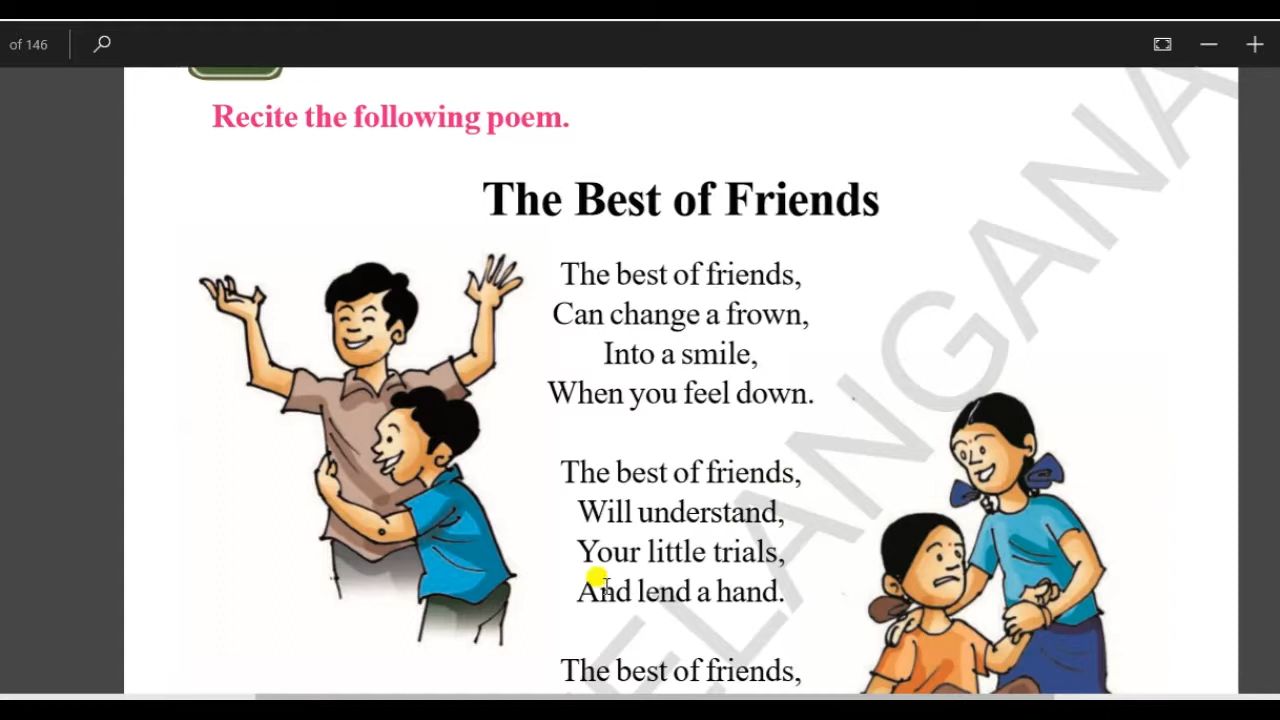 of 146
Recite the following poem.
The Best of Friends
The best of friends,
Can change a frown,
Into a smile,
When you feel down.
The best of friends,
Will understand,
Your little trials,
And lend a hand.
The best of friends,
ELANGANA